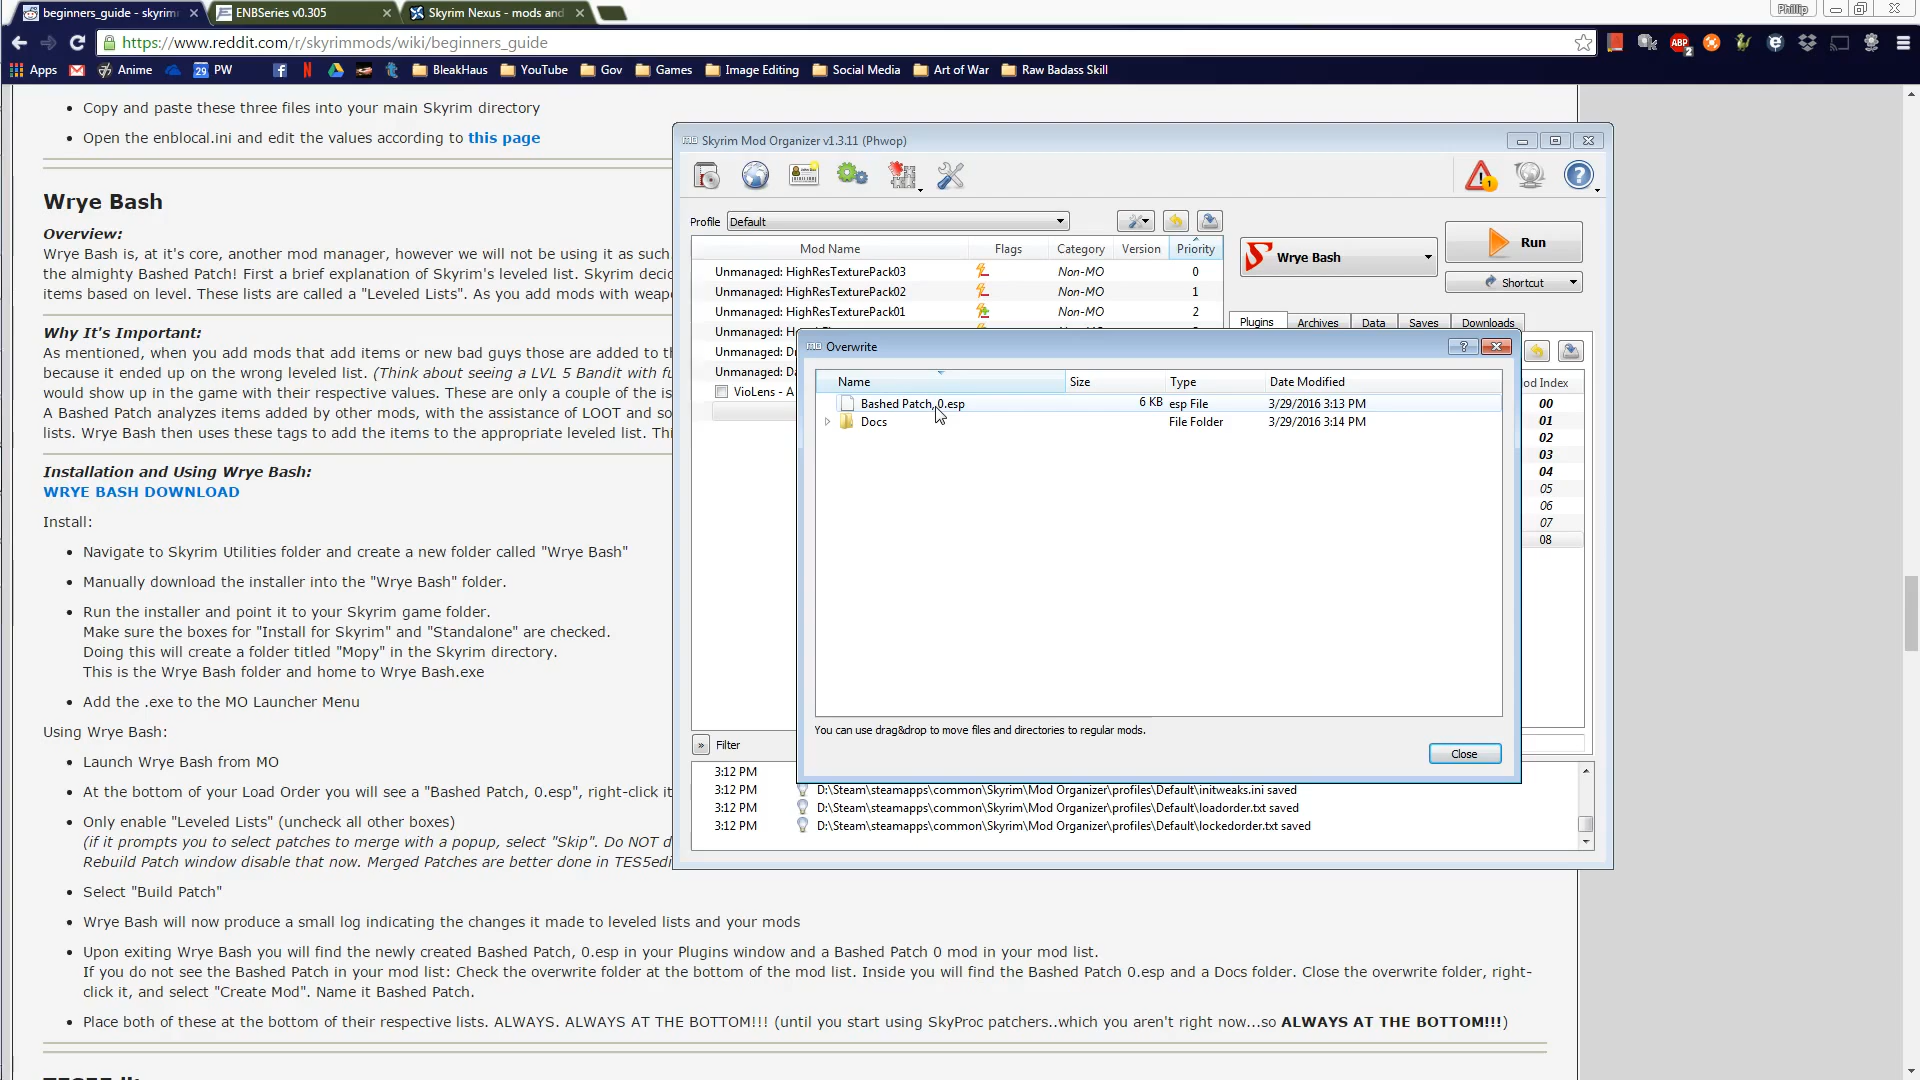 beginners_guide - skyrimm
ENBSeries v0.305
Skyrim Nexus - mods and
Phillip
https://www.reddit.com/r/skyrimmods/wiki/beginners_guide
ABP
2
Apps
Anime
29 PW
BleakHaus
YouTube
Gov
Games
Image Editing
Social Media
Art of War
Raw Badass Skill
Copy and paste these three files into your main Skyrim directory
Open the enblocal.ini and edit the values according to this page
Wrye Bash
Overview:
Wrye Bash is, at it's core, another mod manager, however we will not be using it as such.
the almighty Bashed Patch! First a brief explanation of Skyrim's leveled list. Skyrim decid
items based on level. These lists are called a "Leveled Lists". As you add mods with weap
Why It's Important:
As mentioned, when you add mods that add items or new bad guys those are added to th
because it ended up on the wrong leveled list. (Think about seeing a LVL 5 Bandit with fu
would show up in the game with their respective values. These are only a couple of the is
A Bashed Patch analyzes items added by other mods, with the assistance of LOOT and so
lists. Wrye Bash then uses these tags to add the items to the appropriate leveled list. Thi
Installation and Using Wrye Bash:
WRYE BASH DOWNLOAD
Install:
Navigate to Skyrim Utilities folder and create a new folder called "Wrye Bash"
Manually download the installer into the "Wrye Bash" folder.
Run the installer and point it to your Skyrim game folder.
Make sure the boxes for "Install for Skyrim" and "Standalone" are checked.
Doing this will create a folder titled "Mopy" in the Skyrim directory.
This is the Wrye Bash folder and home to Wrye Bash.exe
Add the .exe to the MO Launcher Menu
Using Wrye Bash:
Launch Wrye Bash from MO
At the bottom of your Load Order you will see a "Bashed Patch, 0.esp", right-click it
Only enable "Leveled Lists" (uncheck all other boxes)
(if it prompts you to select patches to merge with a popup, select "Skip". Do NOT d
Rebuild Patch window disable that now. Merged Patches are better done in TES5edi
Select "Build Patch"
Wrye Bash will now produce a small log indicating the changes it made to leveled lists and your mods
Upon exiting Wrye Bash you will find the newly created Bashed Patch, 0.esp in your Plugins window and a Bashed Patch 0 mod in your mod list.
If you do not see the Bashed Patch in your mod list: Check the overwrite folder at the bottom of the mod list. Inside you will find the Bashed Patch 0.esp and a Docs folder. Close the overwrite folder, right-
click it, and select "Create Mod". Name it Bashed Patch.
Place both of these at the bottom of their respective lists. ALWAYS. ALWAYS AT THE BOTTOM!!! (until you start using SkyProc patchers..which you aren't right now...so ALWAYS AT THE BOTTOM!!!)
Skyrim Mod Organizer v1.3.11 (Phwop)
Profile
Default
Mod Name Flags Category Version Priority
Unmanaged: HighResTexturePack03 Non-MO 0
Unmanaged: HighResTexturePack02 Non-MO 1
Unmanaged: HighResTexturePack01 Non-MO 2
Unmanaged:
Unmanaged:
Unmanaged:
VioLens - A
Wrye Bash
Run
Shortcut
Plugins Archives Data Saves Downloads
od Index
00
01
02
03
04
05
06
07
08
Overwrite
Name Size Type Date Modified
Bashed Patch, 0.esp 6 KB esp File 3/29/2016 3:13 PM
Docs File Folder 3/29/2016 3:14 PM
You can use drag&drop to move files and directories to regular mods.
Close
» Filter
3:12 PM
3:12 PM D:\Steam\steamapps\common\Skyrim\Mod Organizer\profiles\Default\initweaks.ini saved
3:12 PM D:\Steam\steamapps\common\Skyrim\Mod Organizer\profiles\Default\loadorder.txt saved
3:12 PM D:\Steam\steamapps\common\Skyrim\Mod Organizer\profiles\Default\lockedorder.txt saved